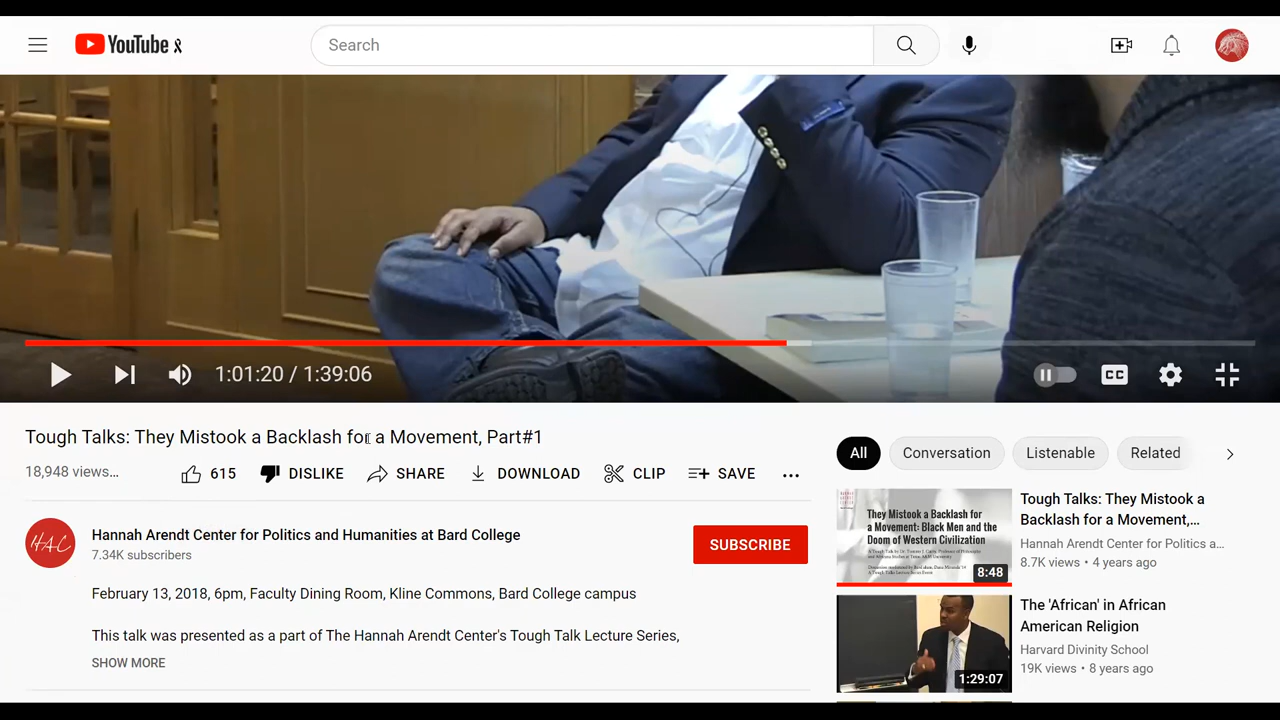 YouTube
Search
1:01:20 / 1:39:06
CC
Tough Talks: They Mistook a Backlash for a Movement, Part#1
18,948 views...
615
DISLIKE
SHARE
DOWNLOAD
CLIP
SAVE
...
All
Conversation
Listenable
Related
HAC
Hannah Arendt Center for Politics and Humanities at Bard College
7.34K subscribers
SUBSCRIBE
February 13, 2018, 6pm, Faculty Dining Room, Kline Commons, Bard College campus
This talk was presented as a part of The Hannah Arendt Center's Tough Talk Lecture Series,
SHOW MORE
They Mistook a Backlash for
a Movement: Black Men and the
Doom of Western Civilization
8:48
Tough Talks: They Mistook a
Backlash for a Movement,...
Hannah Arendt Center for Politics a...
8.7K views • 4 years ago
1:29:07
The 'African' in African
American Religion
Harvard Divinity School
19K views • 8 years ago